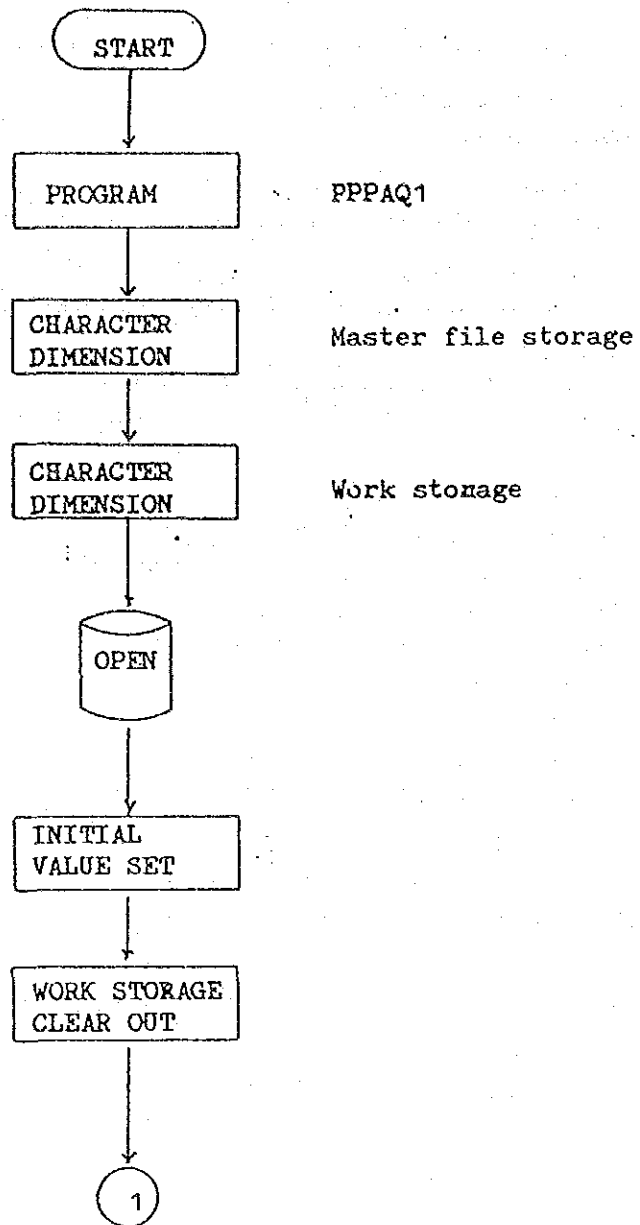 START
PROGRAM PPPAQ1
CHARACTER
DIMENSION
Master file storage
CHARACTER
DIMENSION
Work stomage
OPEN
INITIAL
VALUE SET
WORK STORAGE
CLEAR OUT
1